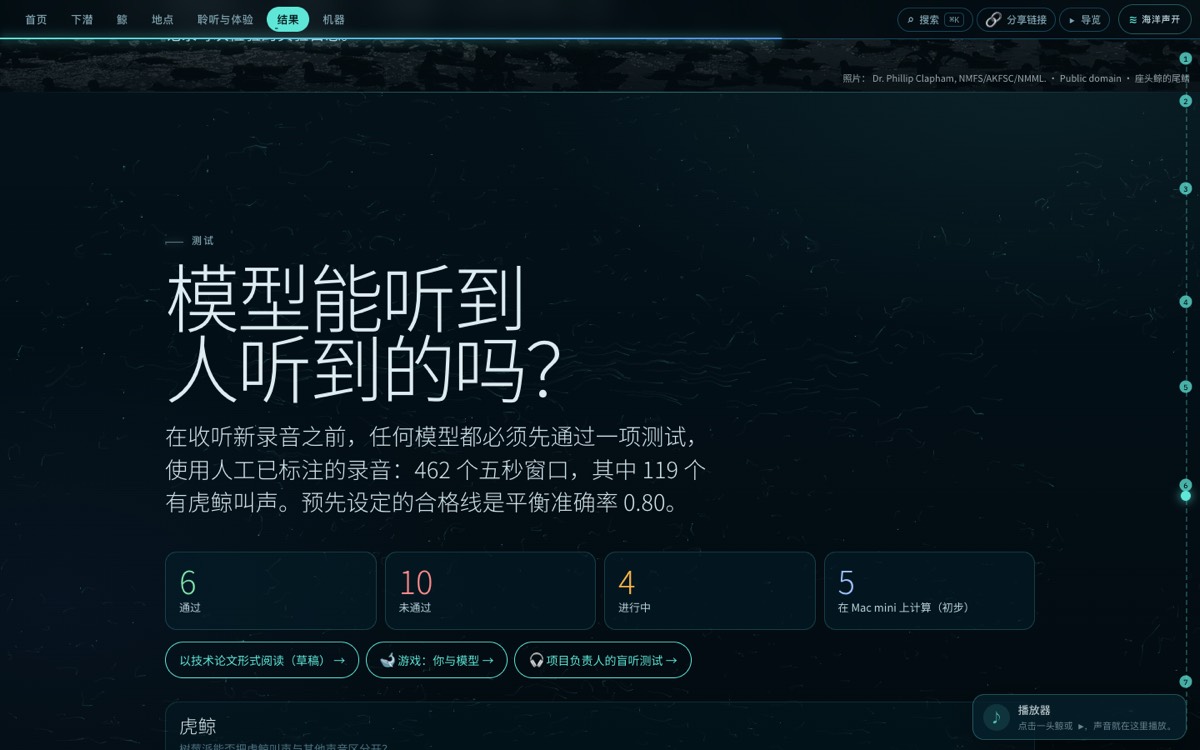 首页 下潜 鲸 地点 聆听与体验 结果 机器 搜索 ⌘K 分享链接 导览 海洋声开
照片： Dr. Phillip Clapham, NMFS/AKFSC/NMML. · Public domain · 座头鲸的尾鳍
1
2
3
4
5
6
7
测试
模型能听到
人听到的吗？
在收听新录音之前，任何模型都必须先通过一项测试，
使用人工已标注的录音：462 个五秒窗口，其中 119 个
有虎鲸叫声。预先设定的合格线是平衡准确率 0.80。
6
通过
10
未通过
4
进行中
5
在 Mac mini 上计算（初步）
以技术论文形式阅读（草稿） → 游戏：你与模型 → 项目负责人的盲听测试 →
虎鲸
播放器
点击一头鲸或 ▶，声音就在这里播放。